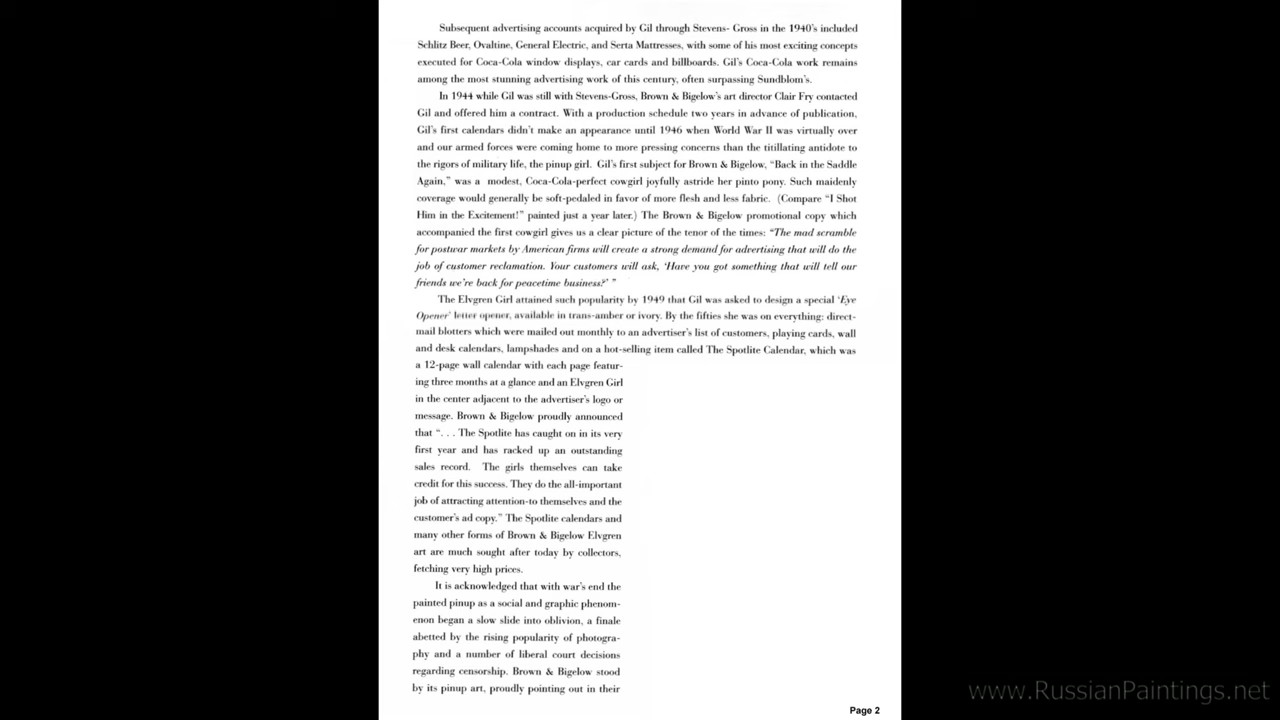 Subsequent advertising accounts acquired by Gil through Stevens- Gross in the 1940's included
Schlitz Beer, Ovaltine, General Electric, and Serta Mattresses, with some of his most exciting concepts
executed for Coca-Cola window displays, car cards and billboards. Gil's Coca-Cola work remains
among the most stunning advertising work of this century, often surpassing Sundblom's.
In 1944 while Gil was still with Stevens-Gross, Brown & Bigelow's art director Clair Fry contacted
Gil and offered him a contract. With a production schedule two years in advance of publication,
Gil's first calendars didn't make an appearance until 1946 when World War II was virtually over
and our armed forces were coming home to more pressing concerns than the titillating antidote to
the rigors of military life, the pinup girl. Gil's first subject for Brown & Bigelow, "Back in the Saddle
Again," was a modest, Coca-Cola-perfect cowgirl joyfully astride her pinto pony. Such maidenly
coverage would generally be soft-pedaled in favor of more flesh and less fabric. (Compare "I Shot
Him in the Excitement!" painted just a year later.) The Brown & Bigelow promotional copy which
accompanied the first cowgirl gives us a clear picture of the tenor of the times: "The mad scramble
for postwar markets by American firms will create a strong demand for advertising that will do the
job of customer reclamation. Your customers will ask, 'Have you got something that will tell our
friends we're back for peacetime business?' "
The Elvgren Girl attained such popularity by 1949 that Gil was asked to design a special 'Eye
Opener' letter opener, available in trans-amber or ivory. By the fifties she was on everything: direct-
mail blotters which were mailed out monthly to an advertiser's list of customers, playing cards, wall
and desk calendars, lampshades and on a hot-selling item called The Spotlite Calendar, which was
a 12-page wall calendar with each page featur-
ing three months at a glance and an Elvgren Girl
in the center adjacent to the advertiser's logo or
message. Brown & Bigelow proudly announced
that ". . . The Spotlite has caught on in its very
first year and has racked up an outstanding
sales record. The girls themselves can take
credit for this success. They do the all-important
job of attracting attention-to themselves and the
customer's ad copy." The Spotlite calendars and
many other forms of Brown & Bigelow Elvgren
art are much sought after today by collectors,
fetching very high prices.
It is acknowledged that with war's end the
painted pinup as a social and graphic phenom-
enon began a slow slide into oblivion, a finale
abetted by the rising popularity of photogra-
phy and a number of liberal court decisions
regarding censorship. Brown & Bigelow stood
by its pinup art, proudly pointing out in their
www.RussianPaintings.net
Page 2